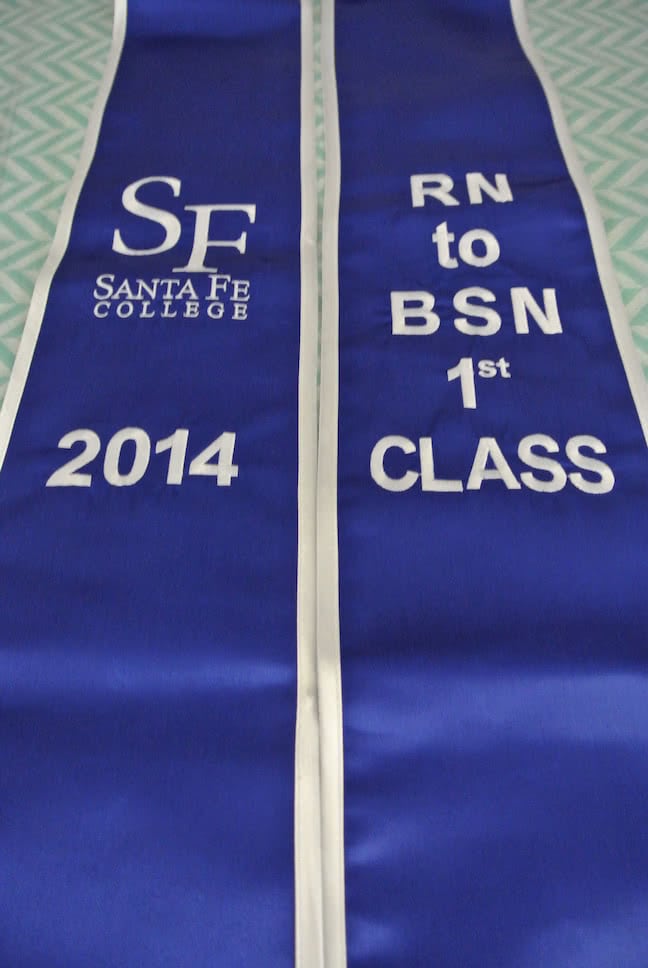 SF
SANTA FE
COLLEGE
2014
RN
to
BSN
1st
CLASS